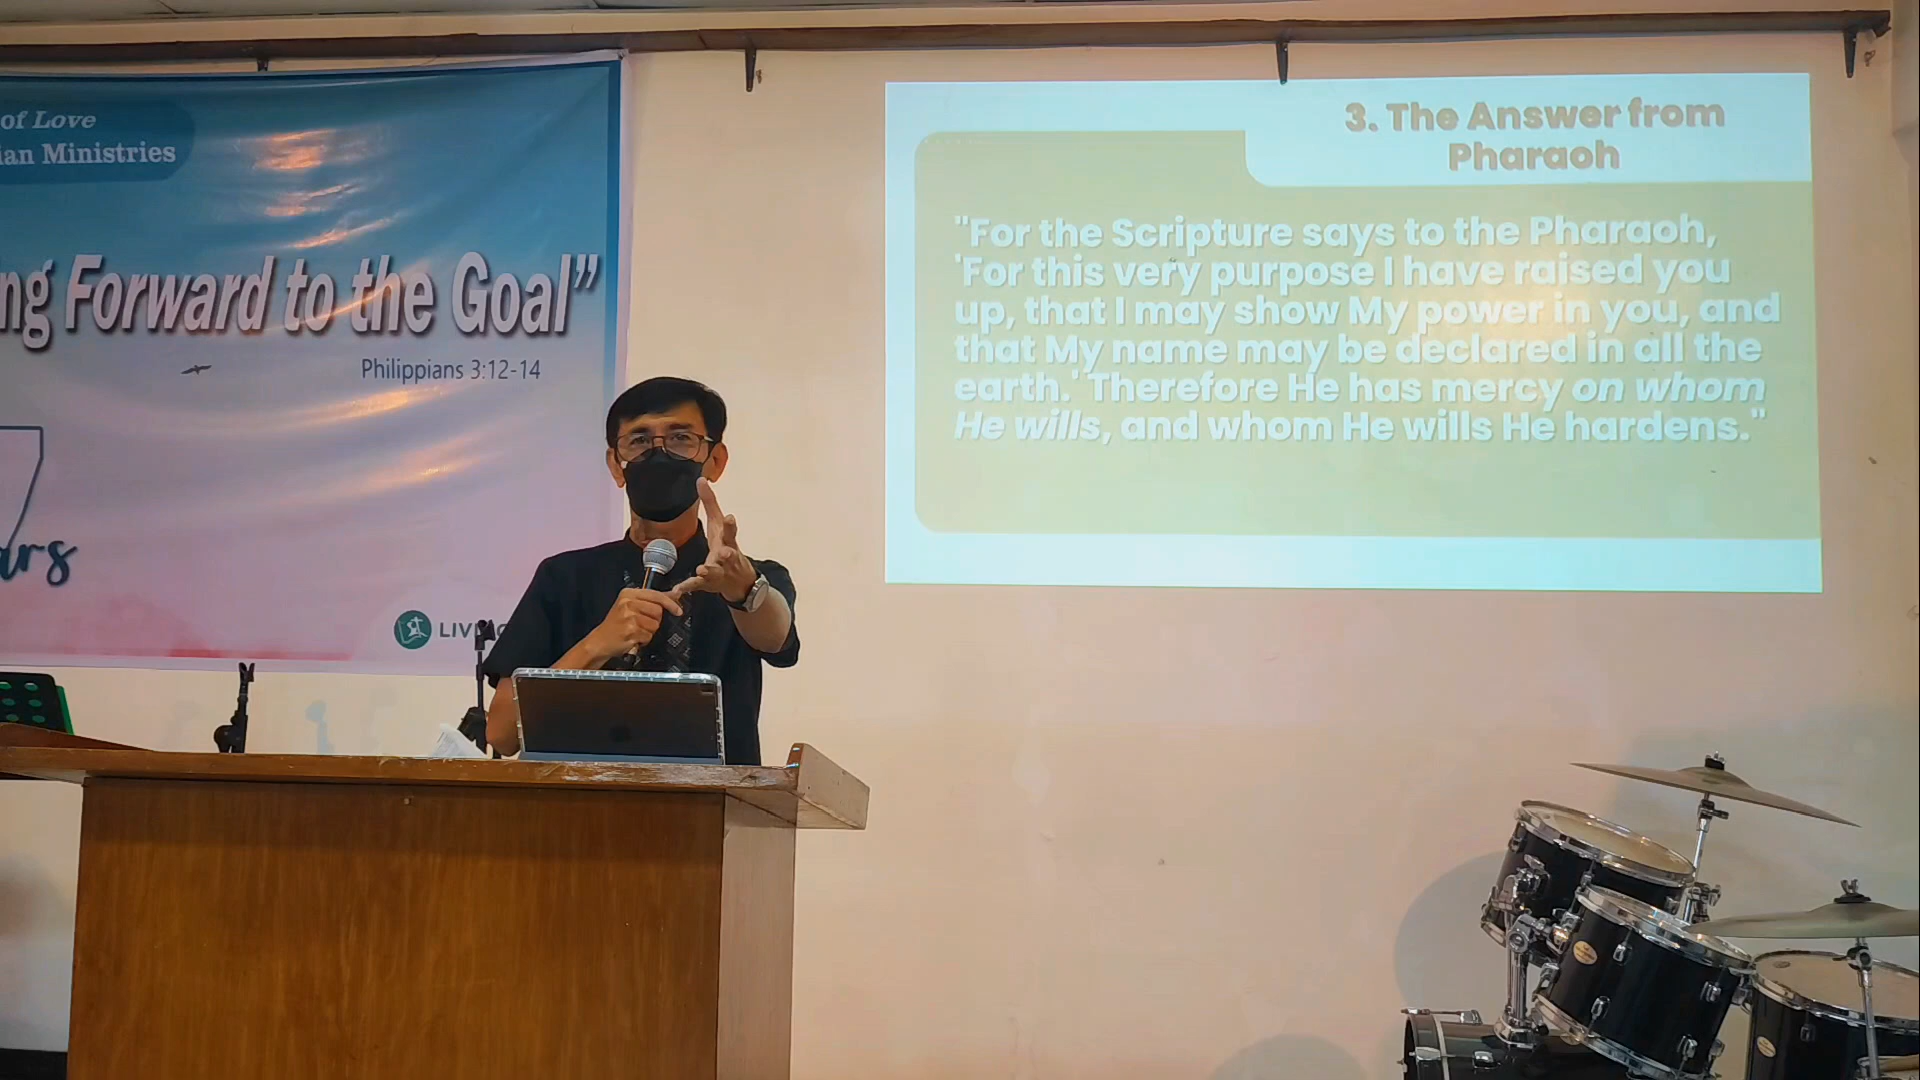 of Love
ian Ministries
ng Forward to the Goal”
Philippians 3:12-14
ars
3. The Answer from
Pharaoh
"For the Scripture says to the Pharaoh,
'For this very purpose I have raised you
up, that I may show My power in you, and
that My name may be declared in all the
earth.' Therefore He has mercy on whom
He wills, and whom He wills He hardens."